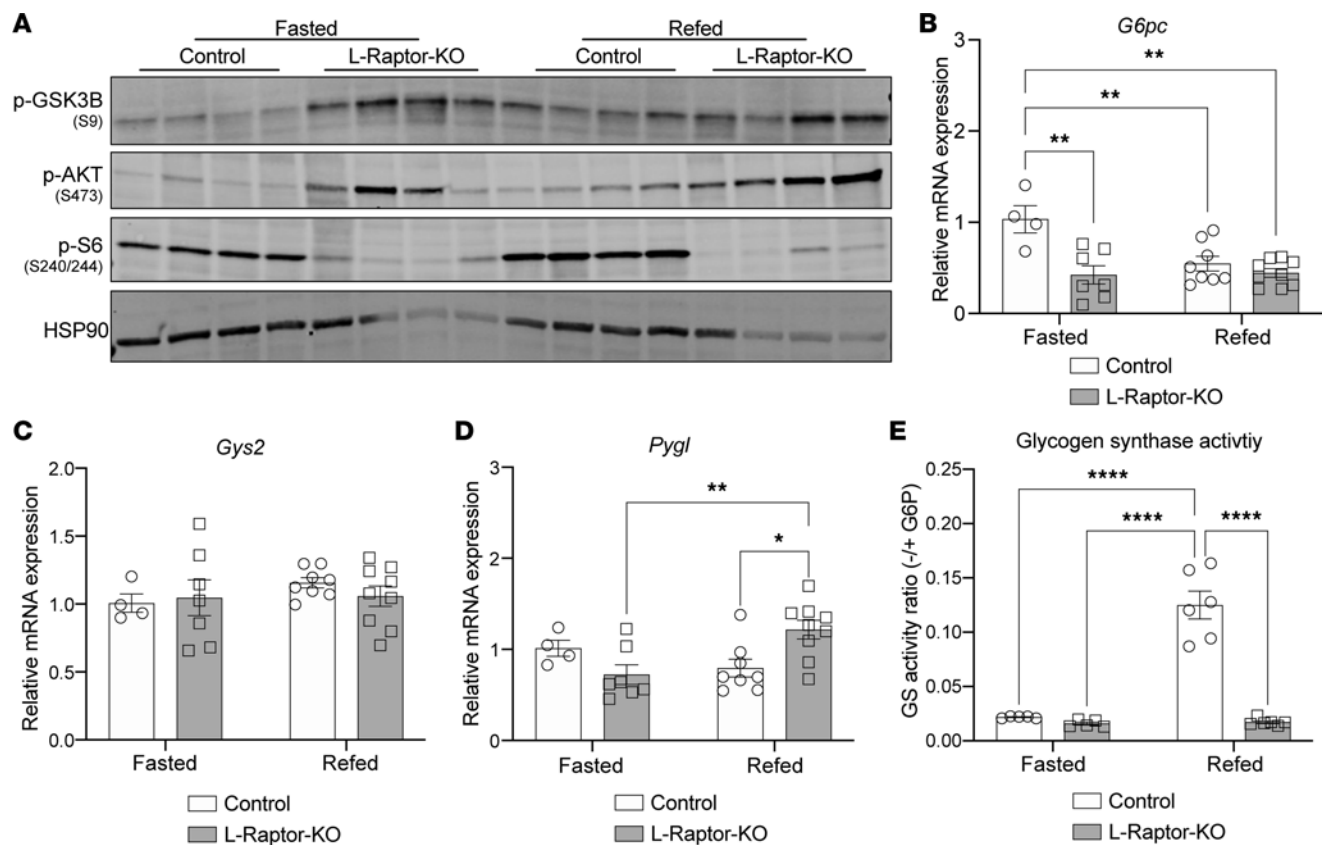 A
Fasted
Refed
Control
L-Raptor-KO
Control
L-Raptor-KO
p-GSK3B
(S9)
p-AKT
(S473)
p-S6
(S240/244)
HSP90
B
G6pc
Relative mRNA expression
3
2
1
0
**
**
**
Fasted
Refed
Control
L-Raptor-KO
C
Gys2
Relative mRNA expression
2.0
1.5
1.0
0.5
0.0
Fasted
Refed
Control
L-Raptor-KO
D
Pygl
Relative mRNA expression
3
2
1
0
**
*
Fasted
Refed
Control
L-Raptor-KO
E
Glycogen synthase activtiy
GS activity ratio (-/+ G6P)
0.25
0.20
0.15
0.10
0.05
0.00
****
****
****
Fasted
Refed
Control
L-Raptor-KO